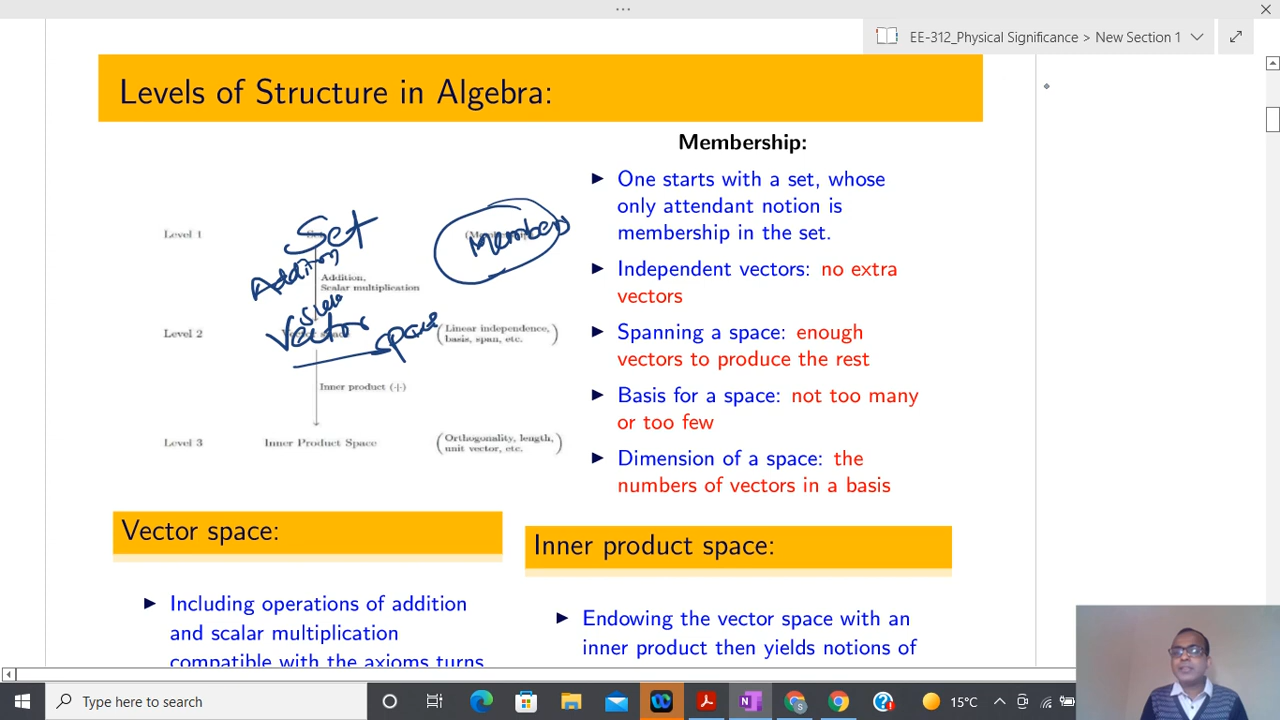 EE-312_Physical Significance > New Section 1
Levels of Structure in Algebra:
Level 1
Set
Members
Addition
Addition,
Scalar multiplication
Level 2
Vector space
(Linear independence,
basis, span, etc.)
Inner product
Level 3
Inner Product Space
(Orthogonality, length,
unit vector, etc.)
Membership:
One starts with a set, whose
only attendant notion is
membership in the set.
Independent vectors: no extra
vectors
Spanning a space: enough
vectors to produce the rest
Basis for a space: not too many
or too few
Dimension of a space: the
numbers of vectors in a basis
Vector space:
Including operations of addition
and scalar multiplication
compatible with the axioms turns
Inner product space:
Endowing the vector space with an
inner product then yields notions of
Type here to search
15°C